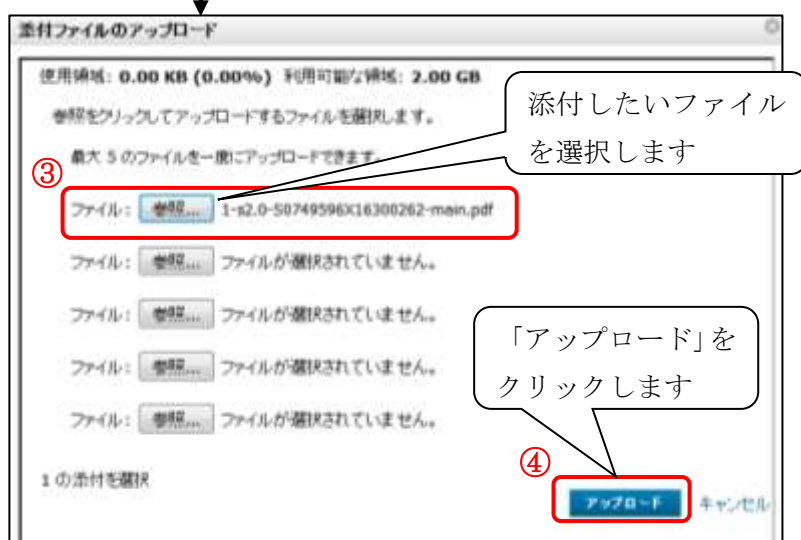 添付ファイルのアップロード
使用領域: 0.00 KB (0.00%) 利用可能な領域: 2.00 GB
参照をクリックしてアップロードするファイルを選択します。
最大 5 のファイルを一度にアップロードできます。
添付したいファイル
を選択します
③
ファイル: 参照... 1-s2.0-S0749596X16300262-main.pdf
ファイル: 参照... ファイルが選択されていません。
ファイル: 参照... ファイルが選択されていません。
ファイル: 参照... ファイルが選択されていません。
ファイル: 参照... ファイルが選択されていません。
「アップロード」を
クリックします
1 の添付を選択
④
アップロード キャンセル